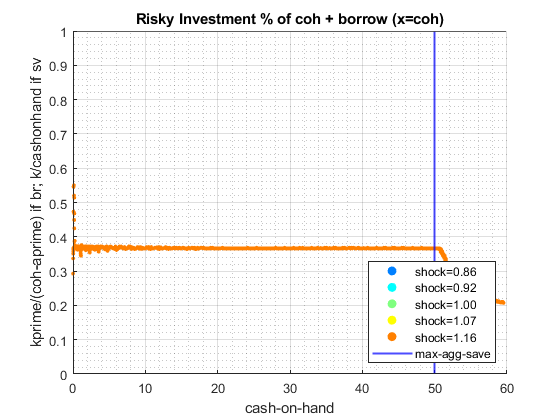 Risky Investment % of coh + borrow (x=coh)
kprime/(coh-aprime) if br; k/cashonhand if sv
1
0.9
0.8
0.7
0.6
0.5
0.4
0.3
0.2
0.1
0
0 10 20 30 40 50 60
cash-on-hand
shock=0.86
shock=0.92
shock=1.00
shock=1.07
shock=1.16
max-agg-save